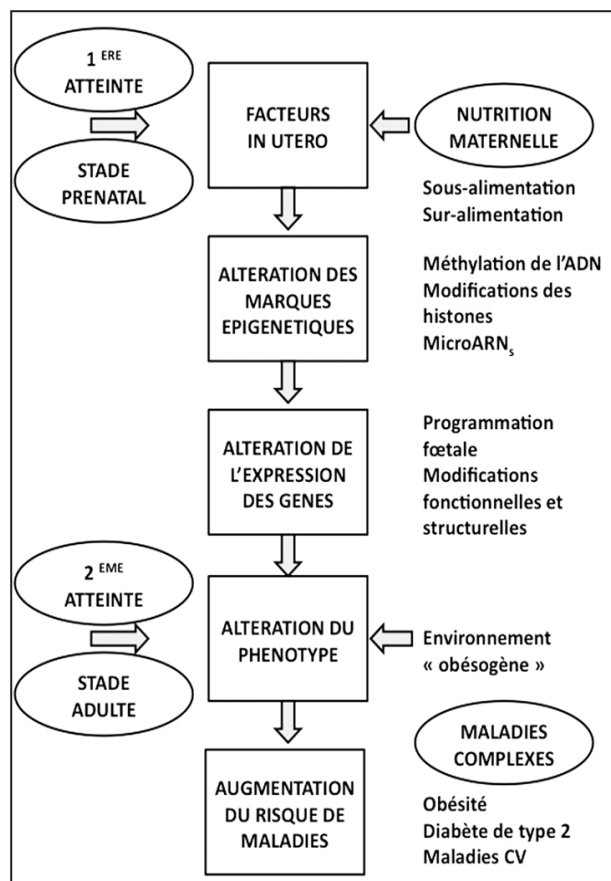 1 ERE
ATTEINTE
STADE
PRENATAL
FACTEURS
IN UTERO
NUTRITION
MATERNELLE
Sous-alimentation
Sur-alimentation
ALTERATION DES
MARQUES
EPIGENETIQUES
Méthylation de l'ADN
Modifications des
histones
MicroARNs
ALTERATION DE
L'EXPRESSION
DES GENES
Programmation
fœtale
Modifications
fonctionnelles et
structurelles
2 EME
ATTEINTE
STADE
ADULTE
ALTERATION DU
PHENOTYPE
Environnement
« obésogène »
AUGMENTATION
DU RISQUE DE
MALADIES
MALADIES
COMPLEXES
Obésité
Diabète de type 2
Maladies CV